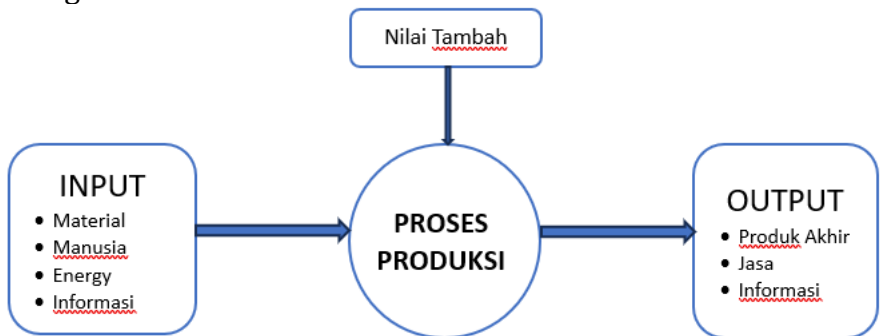 Nilai Tambah
INPUT
• Material
• Manusia
• Energy
• Informasi
PROSES
PRODUKSI
OUTPUT
• Produk Akhir
• Jasa
• Informasi